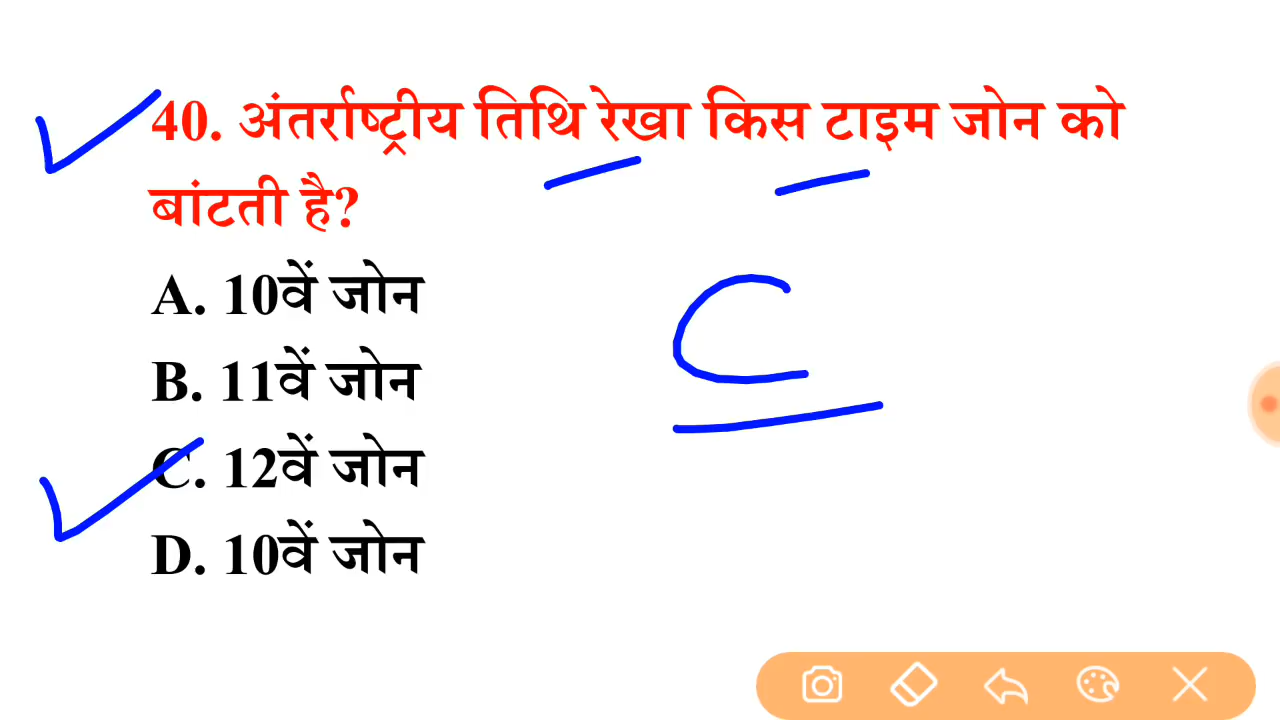 40. अंतर्राष्ट्रीय तिथि रेखा किस टाइम जोन को
बांटती है?
C
A. 10वें जोन
B. 11वें जोन
C. 12वें जोन
D. 10वें जोन